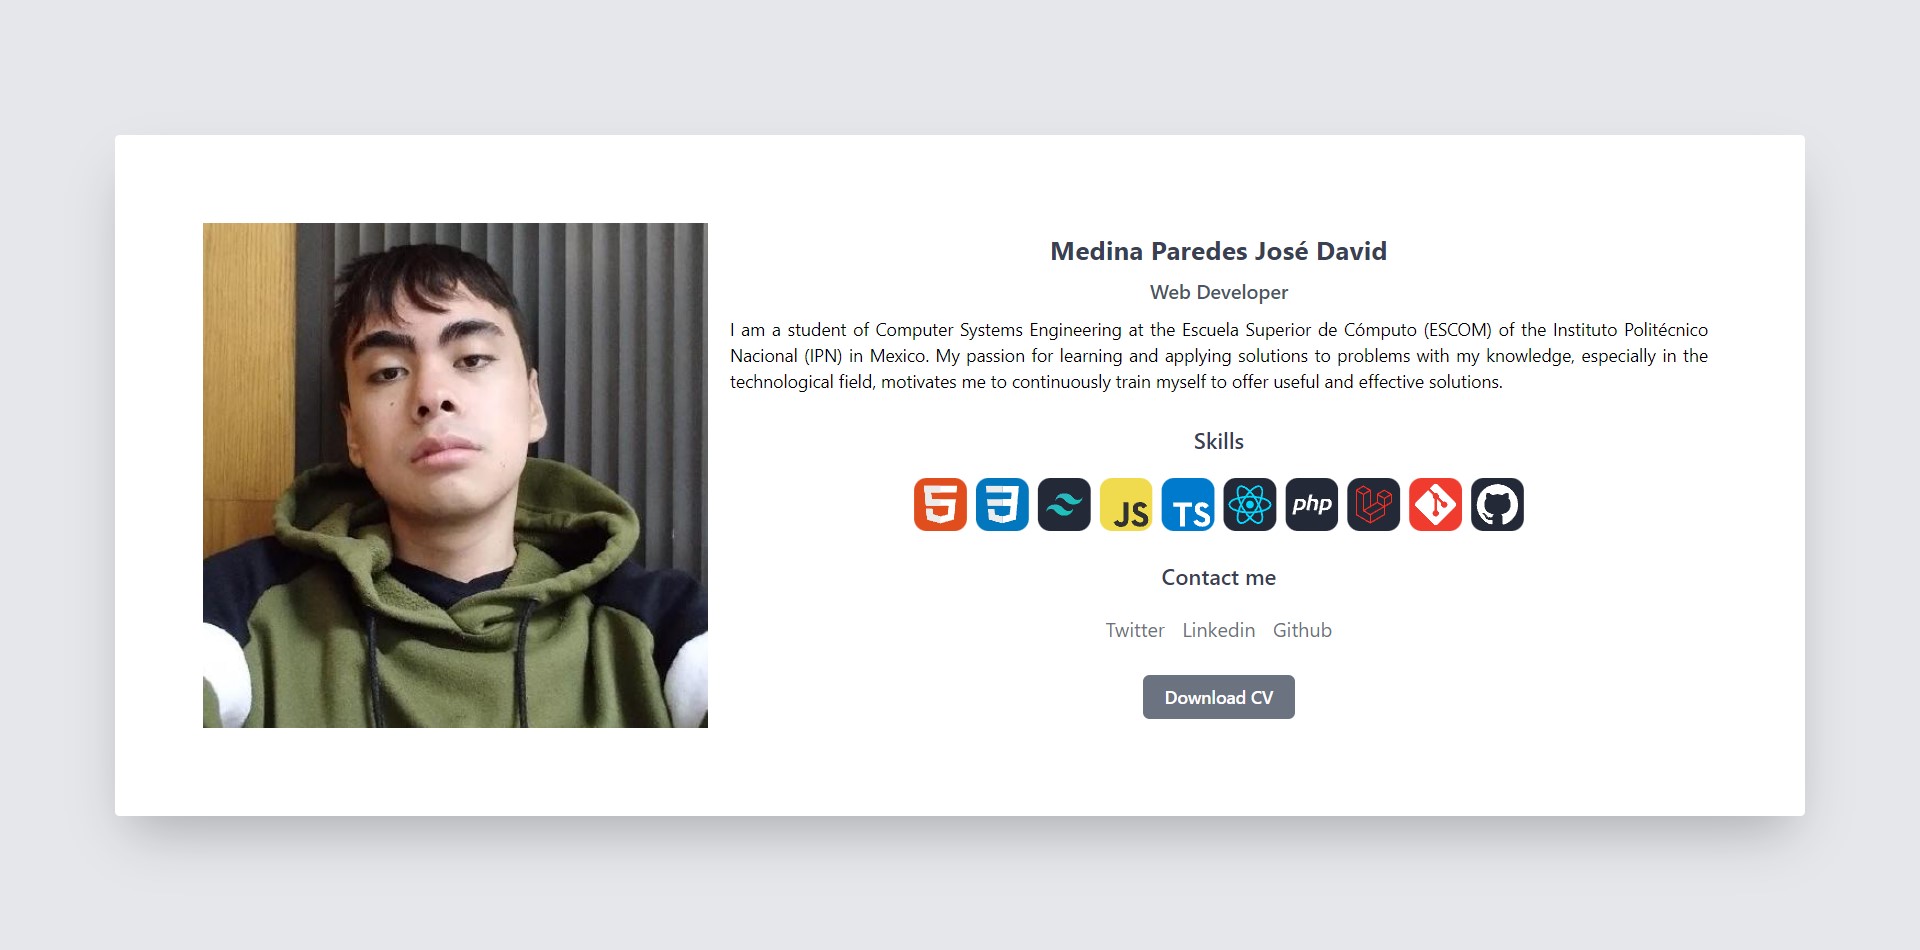 Medina Paredes José David
Web Developer
I am a student of Computer Systems Engineering at the Escuela Superior de Cómputo (ESCOM) of the Instituto Politécnico
Nacional (IPN) in Mexico. My passion for learning and applying solutions to problems with my knowledge, especially in the
technological field, motivates me to continuously train myself to offer useful and effective solutions.
Skills
5 3 JS TS php
Contact me
Twitter Linkedin Github
Download CV